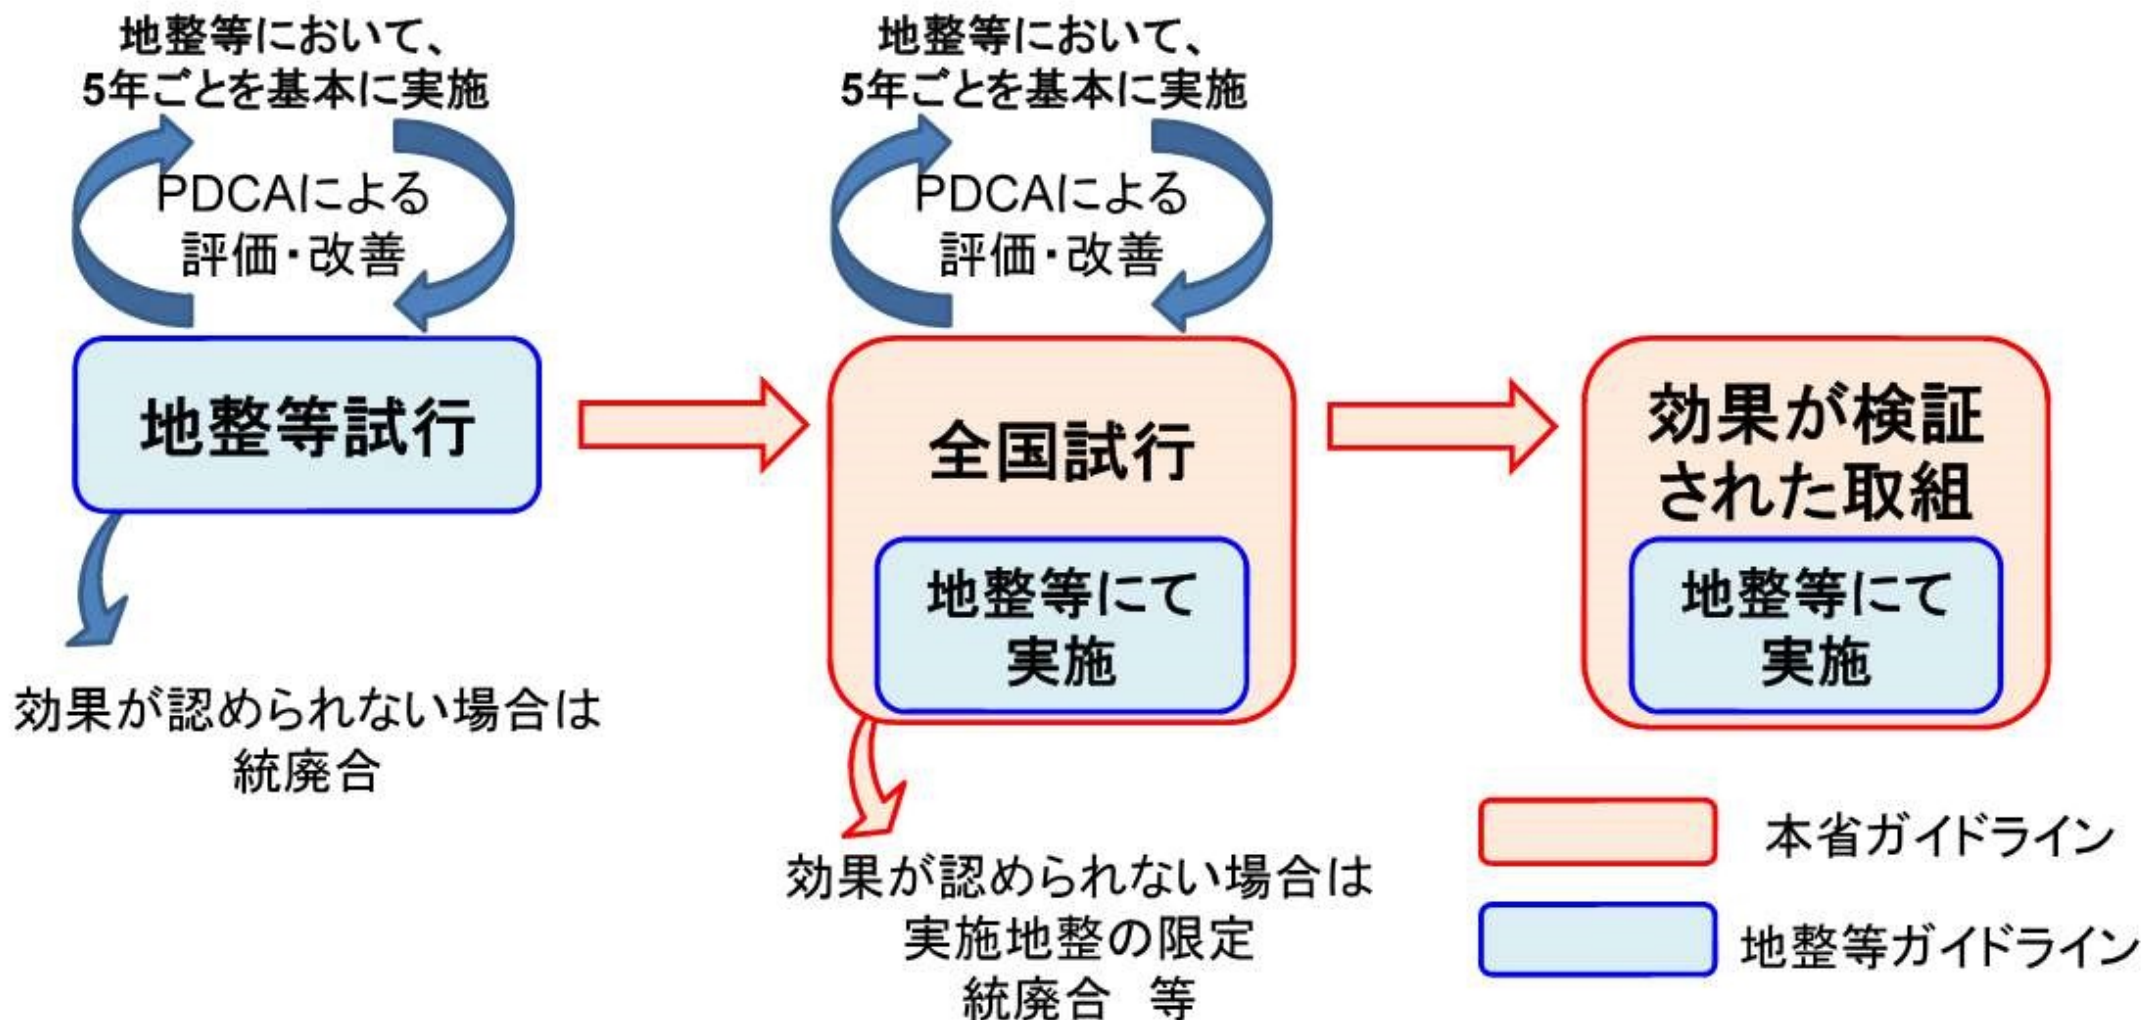 地整等において、
5年ごとを基本に実施
PDCAによる
評価・改善
地整等試行
効果が認められない場合は
統廃合
地整等において、
5年ごとを基本に実施
PDCAによる
評価・改善
全国試行
地整等にて
実施
効果が認められない場合は
実施地整の限定
統廃合　等
効果が検証
された取組
地整等にて
実施
本省ガイドライン
地整等ガイドライン